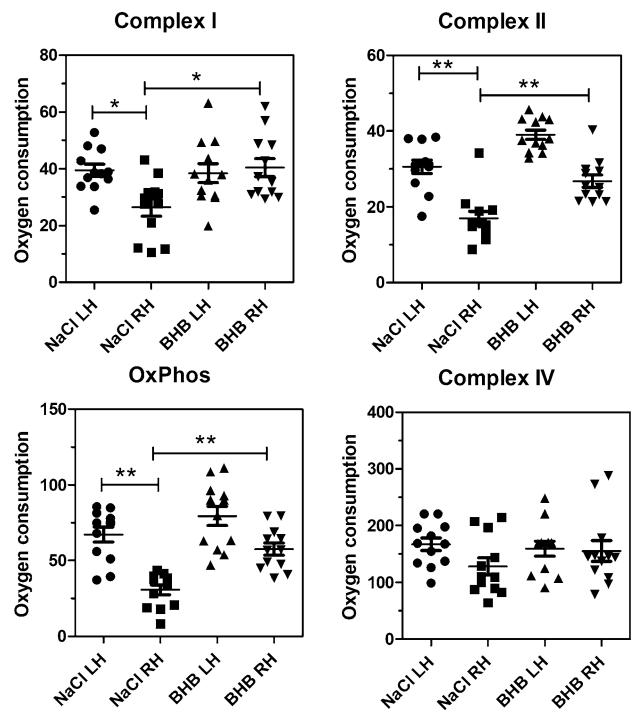 Complex I
Oxygen consumption
80
60
40
20
0
*
*
NaCl LH
NaCl RH
BHB LH
BHB RH
Complex II
Oxygen consumption
60
40
20
0
**
**
NaCl LH
NaCl RH
BHB LH
BHB RH
OxPhos
Oxygen consumption
150
100
50
0
**
**
NaCl LH
NaCl RH
BHB LH
BHB RH
Complex IV
Oxygen consumption
400
300
200
100
0
NaCl LH
NaCl RH
BHB LH
BHB RH